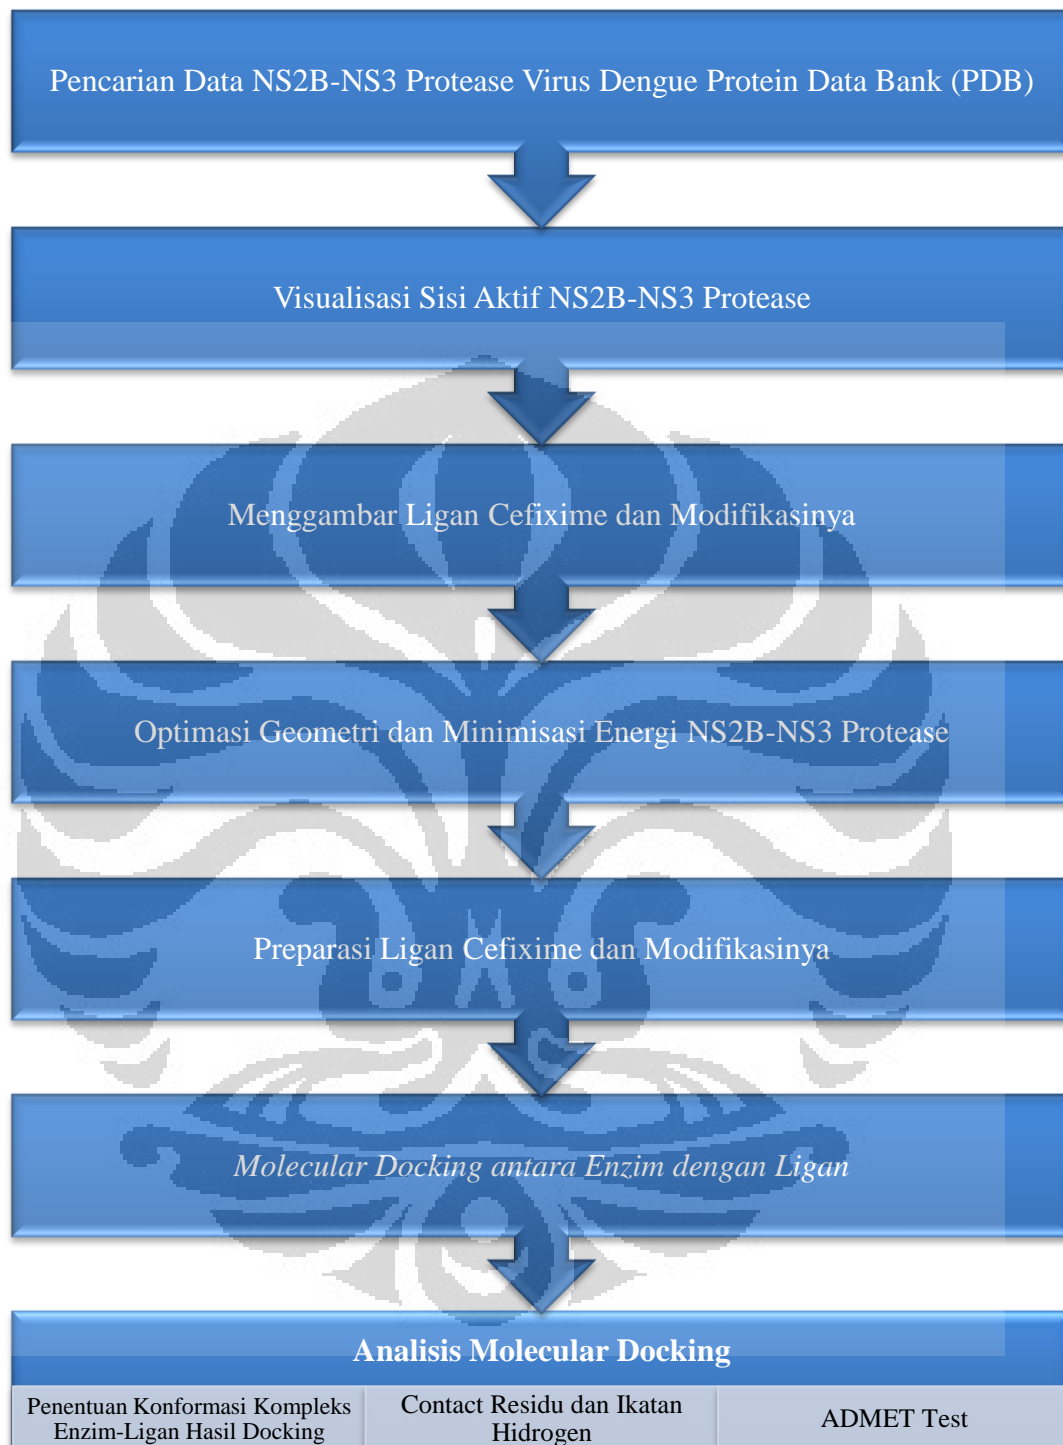 Pencarian Data NS2B-NS3 Protease Virus Dengue Protein Data Bank (PDB)
Visualisasi Sisi Aktif NS2B-NS3 Protease
Menggambar Ligan Cefixime dan Modifikasinya
Optimasi Geometri dan Minimisasi Energi NS2B-NS3 Protease
Preparasi Ligan Cefixime dan Modifikasinya
Molecular Docking antara Enzim dengan Ligan
Analisis Molecular Docking
Penentuan Konformasi Kompleks
Enzim-Ligan Hasil Docking
Contact Residu dan Ikatan
Hidrogen
ADMET Test